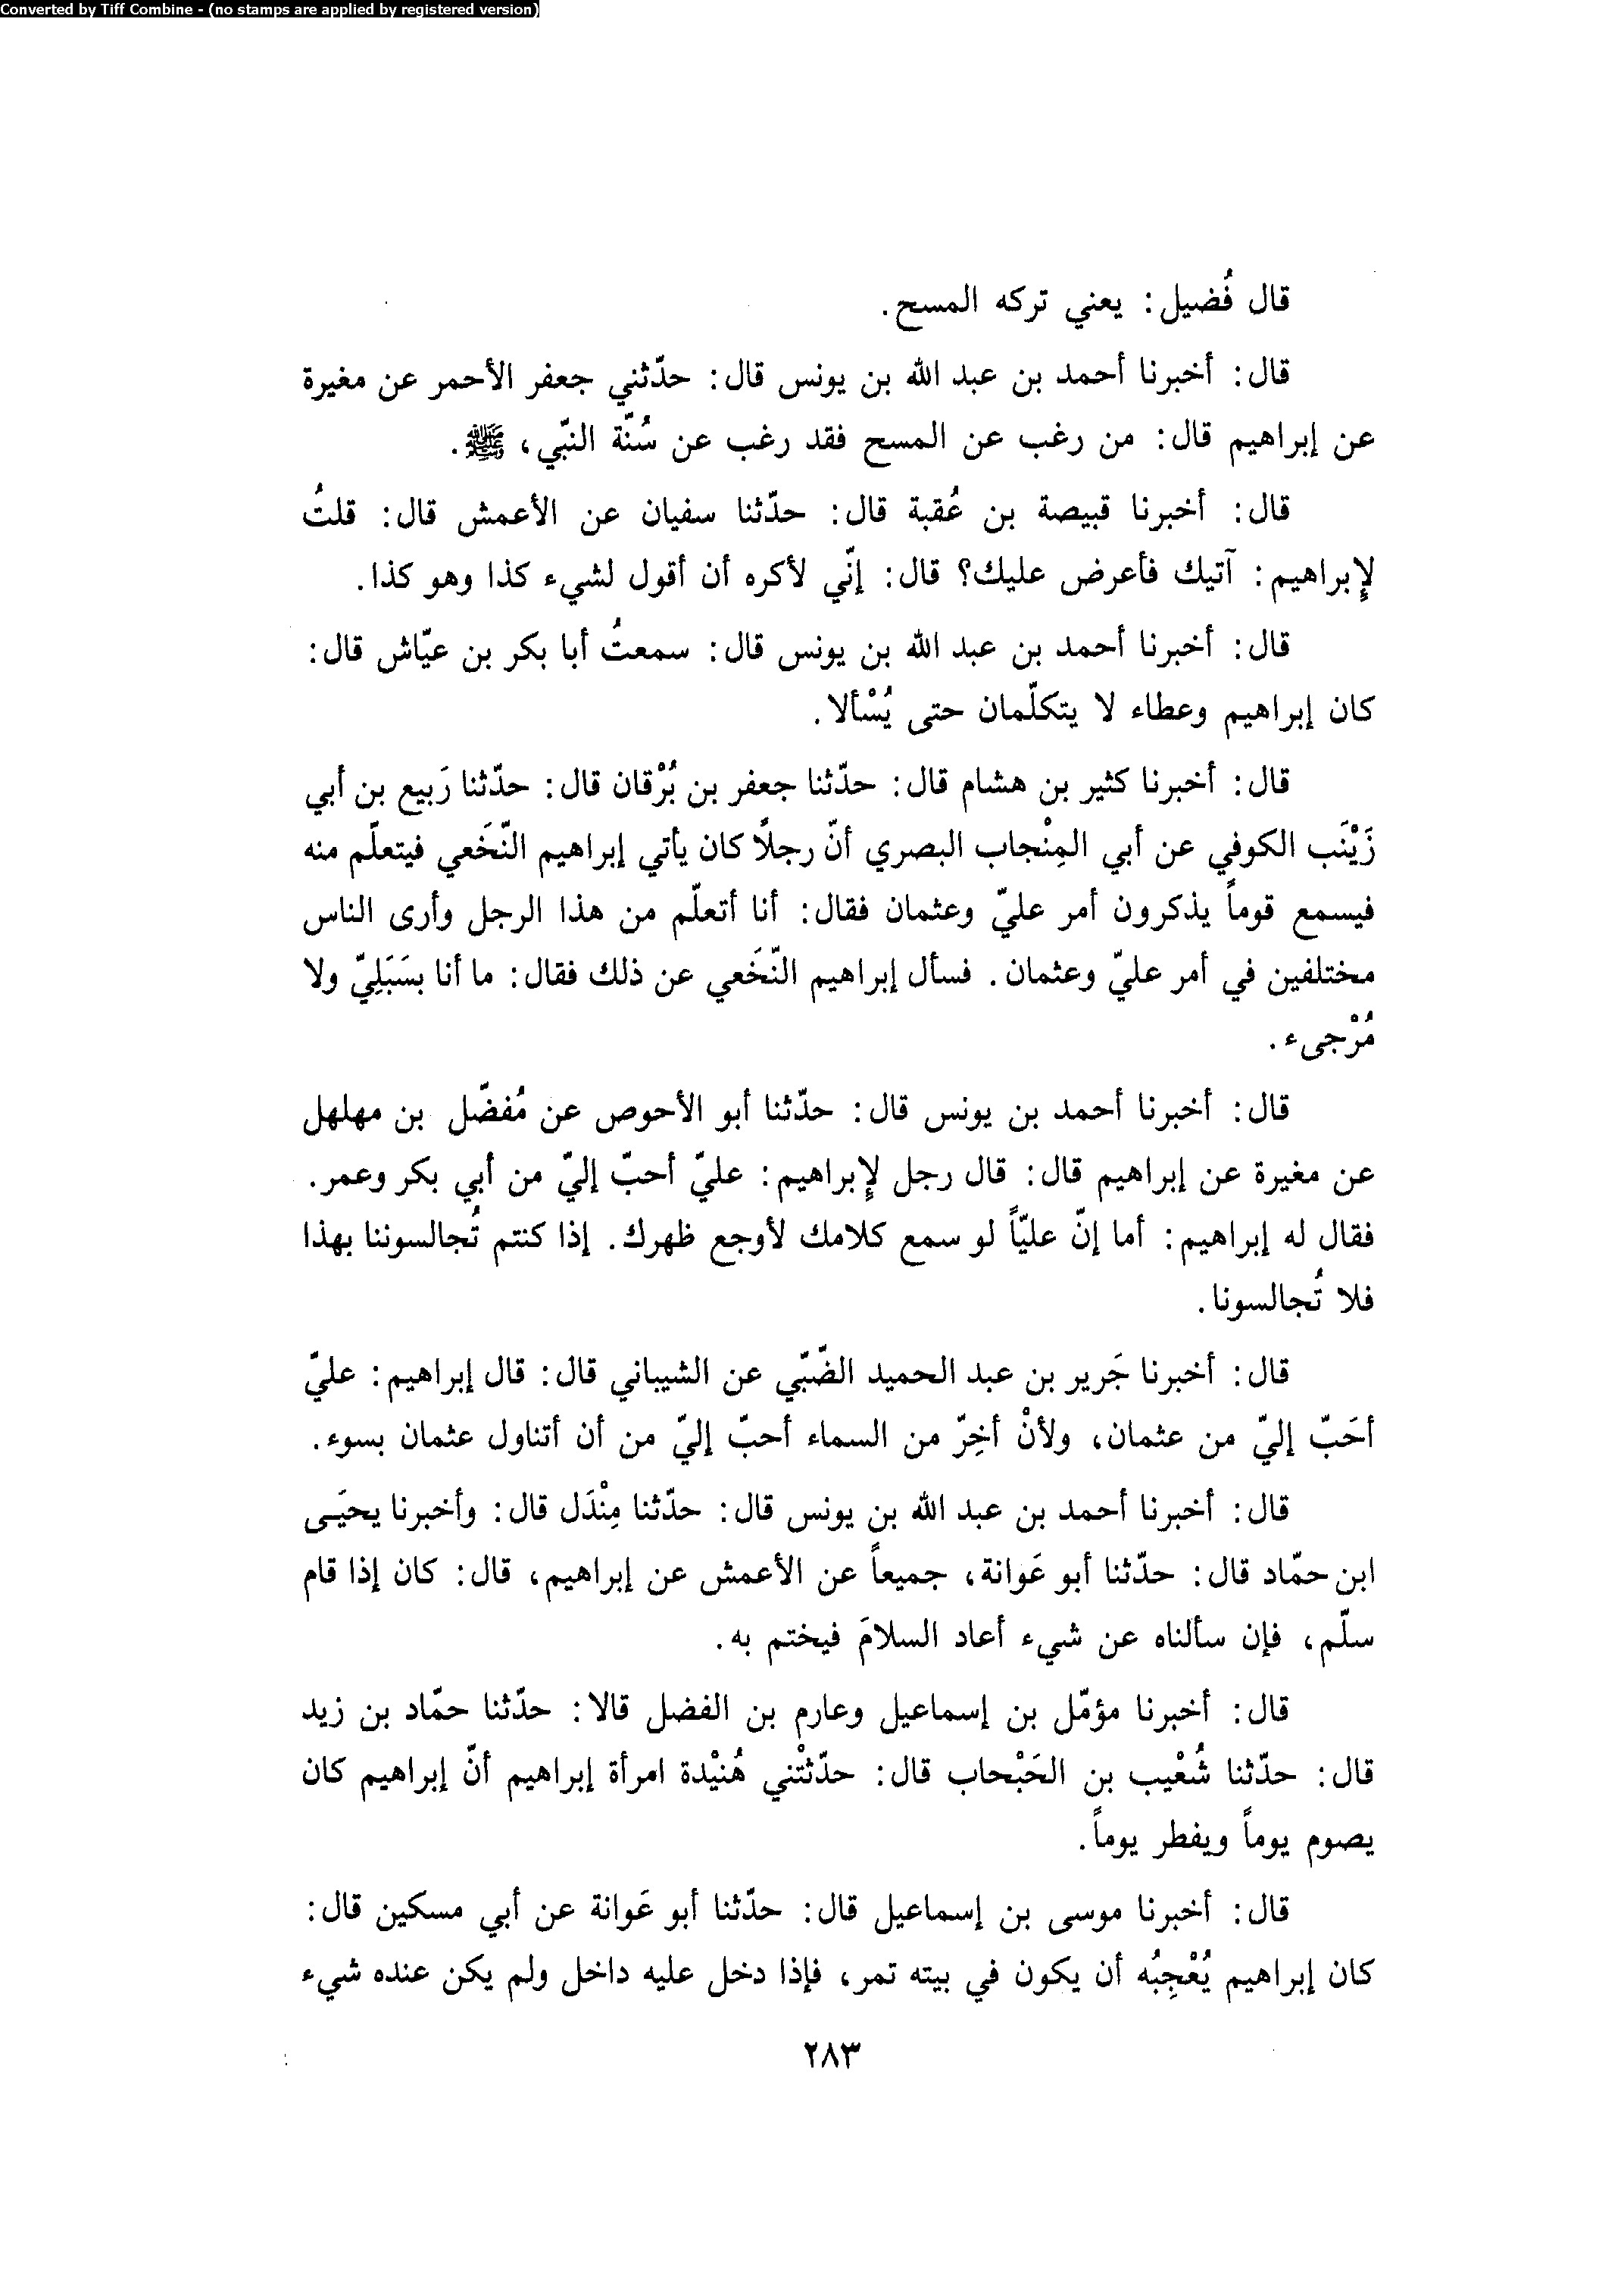 Converted by Tiff Combine - (no stamps are applied by registered version)
قال فُضيل: يعني تركه المسح.
قال: أخبرنا أحمد بن عبد الله بن يونس قال: حدّثني جعفر الأحمر عن مغيرة
عن إبراهيم قال: من رغب عن المسح فقد رغب عن سُنّة النبّي، ﷺ.
قال: أخبرنا قبيصة بن عُقبة قال: حدّثنا سفيان عن الأعمش قال: قلتُ
لإبراهيم: آتيك فأعرض عليك؟ قال: إنّي لأكره أن أقول لشيء كذا وهو كذا.
قال: أخبرنا أحمد بن عبد الله بن يونس قال: سمعتُ أبا بكر بن عيّاش قال:
كان إبراهيم وعطاء لا يتكلّمان حتى يُسْألا.
قال: أخبرنا كثير بن هشام قال: حدّثنا جعفر بن بُرْقان قال: حدّثنا رَبيع بن أبي
زَيْنَب الكوفي عن أبي المِنْجاب البصري أنّ رجلاً كان يأتي إبراهيم النّخَعي فيتعلّم منه
فيسمع قوماً يذكرون أمر عليّ وعثمان فقال: أنا أتعلّم من هذا الرجل وأرى الناس
مختلفين في أمر عليّ وعثمان. فسأل إبراهيم النّخَعي عن ذلك فقال: ما أنا بسَبَلِيّ ولا
مُرْجىء.
قال: أخبرنا أحمد بن يونس قال: حدّثنا أبو الأحوص عن مُفضّل بن مهلهل
عن مغيرة عن إبراهيم قال: قال رجل لإبراهيم: عليّ أحبّ إليّ من أبي بكر وعمر.
فقال له إبراهيم: أما إنّ عليّاً لو سمع كلامك لأوجع ظهرك. إذا كنتم تُجالسوننا بهذا
فلا تُجالسونا.
قال: أخبرنا جَرير بن عبد الحميد الضّبّي عن الشيباني قال: قال إبراهيم: عليّ
أحَبّ إليّ من عثمان، ولأنْ أخِرّ من السماء أحبّ إليّ من أن أتناول عثمان بسوء.
قال: أخبرنا أحمد بن عبد الله بن يونس قال: حدّثنا مِنْدَل قال: وأخبرنا يحيَى
ابن حمّاد قال: حدّثنا أبو عَوانة، جميعاً عن الأعمش عن إبراهيم، قال: كان إذا قام
سلّم، فإن سألناه عن شيء أعاد السلامَ فيختم به.
قال: أخبرنا مؤمّل بن إسماعيل وعارم بن الفضل قالا: حدّثنا حمّاد بن زيد
قال: حدّثنا شُعْيب بن الحَبْحاب قال: حدّثتْني هُنيْدة امرأة إبراهيم أنّ إبراهيم كان
يصوم يوماً ويفطر يوماً.
قال: أخبرنا موسى بن إسماعيل قال: حدّثنا أبو عَوانة عن أبي مسكين قال:
كان إبراهيم يُعْجِبُه أن يكون في بيته تمر، فإذا دخل عليه داخل ولم يكن عنده شيء
٢٨٣